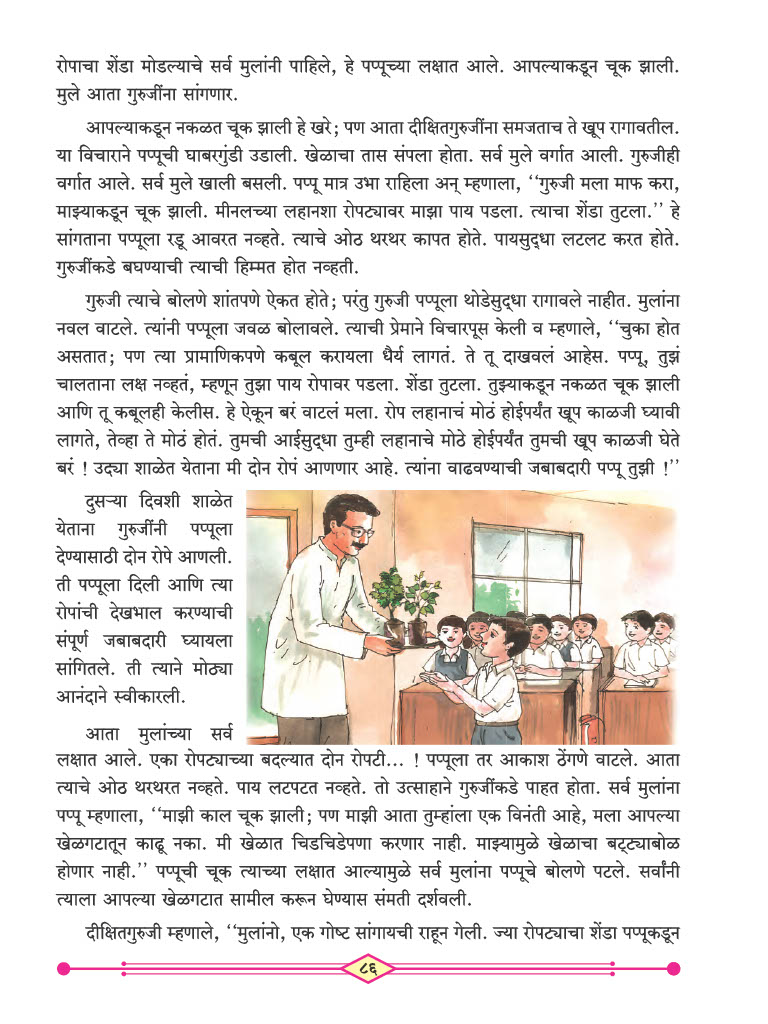 रोपाचा शेंडा मोडल्याचे सर्व मुलांनी पाहिले, हे पप्पूच्या लक्षात आले. आपल्याकडून चूक झाली.
मुले आता गुरुजींना सांगणार.
आपल्याकडून नकळत चूक झाली हे खरे; पण आता दीक्षितगुरुजींना समजताच ते खूप रागावतील.
या विचाराने पप्पूची घाबरगुंडी उडाली. खेळाचा तास संपला होता. सर्व मुले वर्गात आली. गुरुजीही
वर्गात आले. सर्व मुले खाली बसली. पप्पू मात्र उभा राहिला अन् म्हणाला, ‘‘गुरुजी मला माफ करा,
माझ्याकडून चूक झाली. मीनलच्या लहानशा रोपट्यावर माझा पाय पडला. त्याचा शेंडा तुटला.’’ हे
सांगताना पप्पूला रडू आवरत नव्हते. त्याचे ओठ थरथर कापत होते. पायसुद्धा लटलट करत होते.
गुरुजींकडे बघण्याची त्याची हिम्मत होत नव्हती.
गुरुजी त्याचे बोलणे शांतपणे ऐकत होते; परंतु गुरुजी पप्पूला थोडेसुद्धा रागावले नाहीत. मुलांना
नवल वाटले. त्यांनी पप्पूला जवळ बोलावले. त्याची प्रेमाने विचारपूस केली व म्हणाले, ‘‘चुका होत
असतात; पण त्या प्रामाणिकपणे कबूल करायला धैर्य लागतं. ते तू दाखवलं आहेस. पप्पू, तुझं
चालताना लक्ष नव्हतं, म्हणून तुझा पाय रोपावर पडला. शेंडा तुटला. तुझ्याकडून नकळत चूक झाली
आणि तू कबूलही केलीस. हे ऐकून बरं वाटलं मला. रोप लहानाचं मोठं होईपर्यंत खूप काळजी घ्यावी
लागते, तेव्हा ते मोठं होतं. तुमची आईसुद्धा तुम्ही लहानाचे मोठे होईपर्यंत तुमची खूप काळजी घेते
बरं ! उद्या शाळेत येताना मी दोन रोपं आणणार आहे. त्यांना वाढवण्याची जबाबदारी पप्पू तुझी !’’
दुसऱ्या दिवशी शाळेत
येताना गुरुजींनी पप्पूला
देण्यासाठी दोन रोपे आणली.
ती पप्पूला दिली आणि त्या
रोपांची देखभाल करण्याची
संपूर्ण जबाबदारी घ्यायला
सांगितले. ती त्याने मोठ्या
आनंदाने स्वीकारली.
आता मुलांच्या सर्व
लक्षात आले. एका रोपट्याच्या बदल्यात दोन रोपटी... ! पप्पूला तर आकाश ठेंगणे वाटले. आता
त्याचे ओठ थरथरत नव्हते. पाय लटपटत नव्हते. तो उत्साहाने गुरुजींकडे पाहत होता. सर्व मुलांना
पप्पू म्हणाला, ‘‘माझी काल चूक झाली; पण माझी आता तुम्हांला एक विनंती आहे, मला आपल्या
खेळगटातून काढू नका. मी खेळात चिडचिडेपणा करणार नाही. माझ्यामुळे खेळाचा बट्ट्याबोळ
होणार नाही.’’ पप्पूची चूक त्याच्या लक्षात आल्यामुळे सर्व मुलांना पप्पूचे बोलणे पटले. सर्वांनी
त्याला आपल्या खेळगटात सामील करून घेण्यास संमती दर्शवली.
दीक्षितगुरुजी म्हणाले, ‘‘मुलांनो, एक गोष्ट सांगायची राहून गेली. ज्या रोपट्याचा शेंडा पप्पूकडून
८६